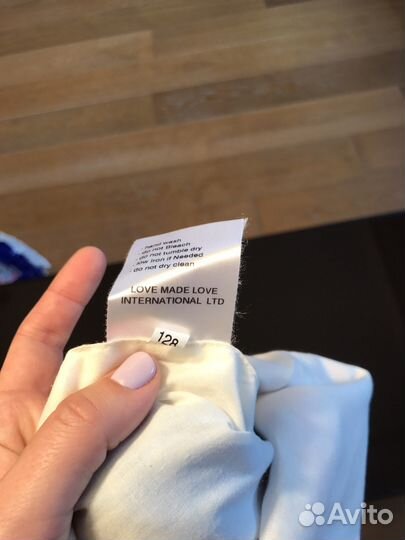 . hand wash
. do not Bleach
. do not tumble dry
. low Iron if Needed
. do not dry clean
LOVE MADE LOVE
INTERNATIONAL LTD
128
Avito